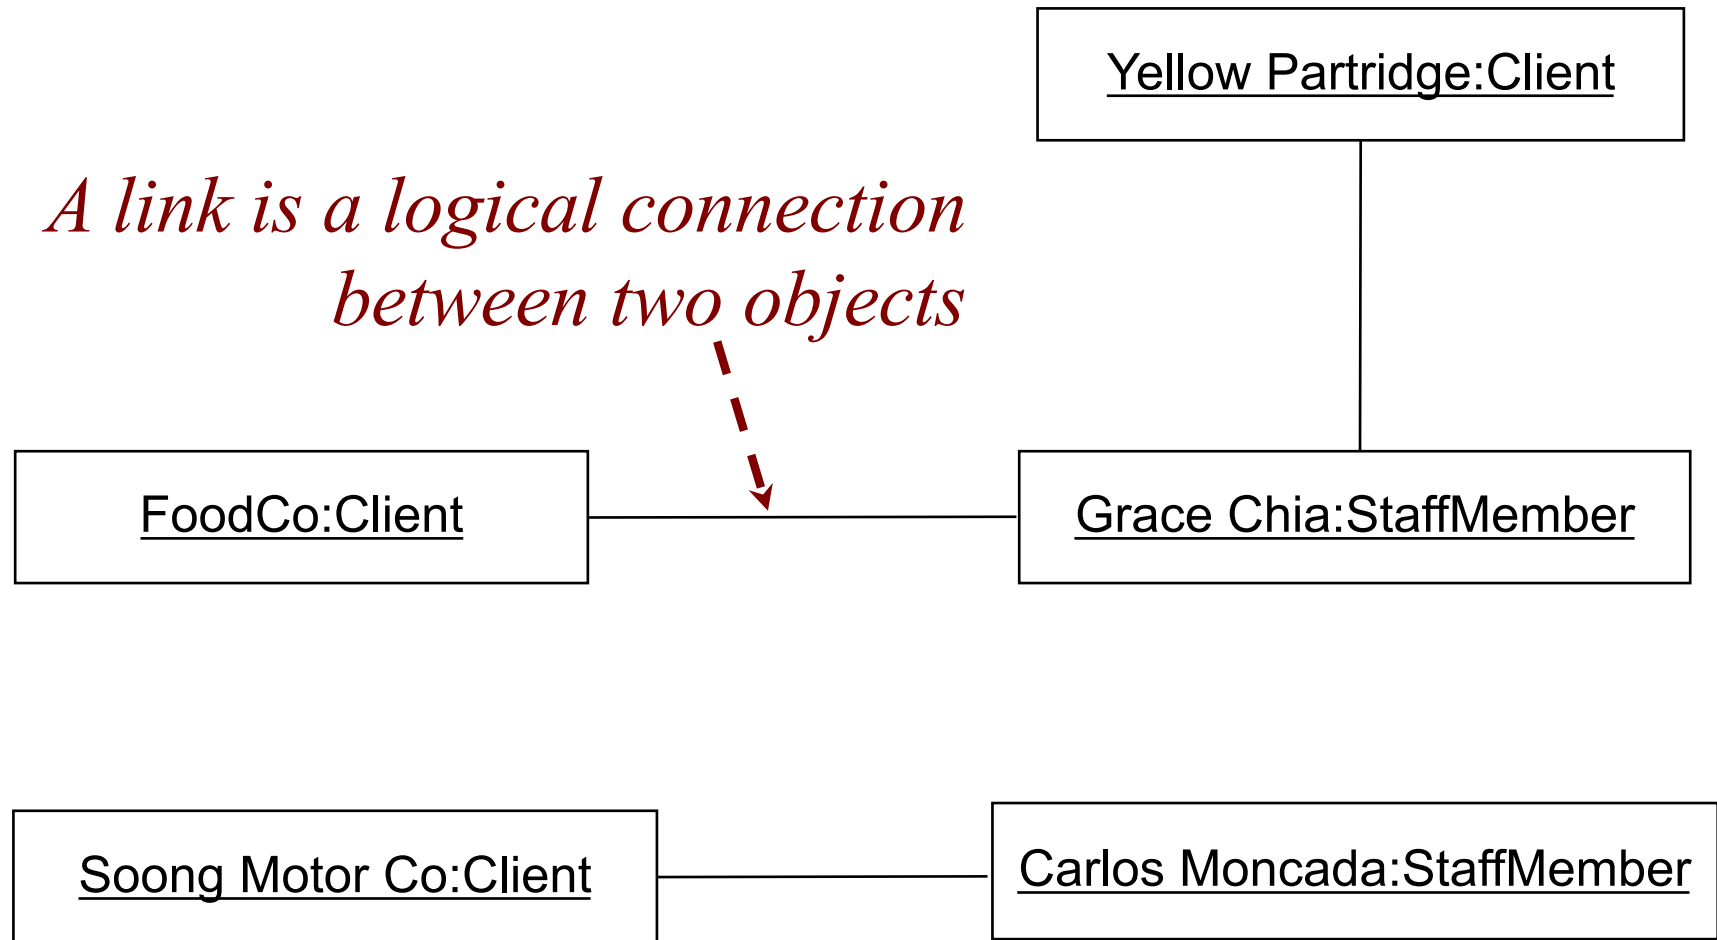 Yellow Partridge:Client
A link is a logical connection
between two objects
FoodCo:Client
Grace Chia:StaffMember
Soong Motor Co:Client
Carlos Moncada:StaffMember